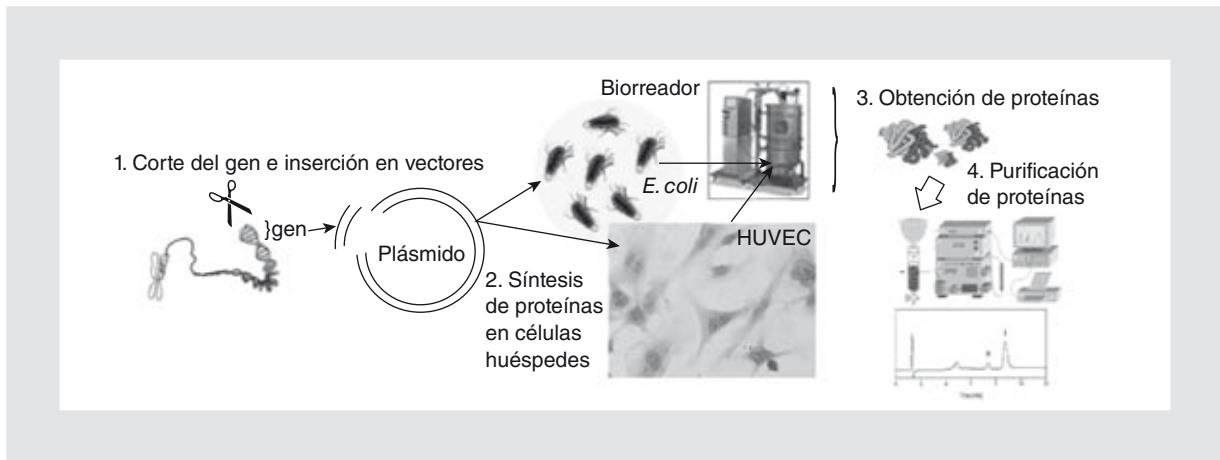 1. Corte del gen e inserción en vectores
}gen
Plásmido
2. Síntesis
de proteínas
en células
huéspedes
Biorreador
E. coli
HUVEC
3. Obtención de proteínas
4. Purificación
de proteínas